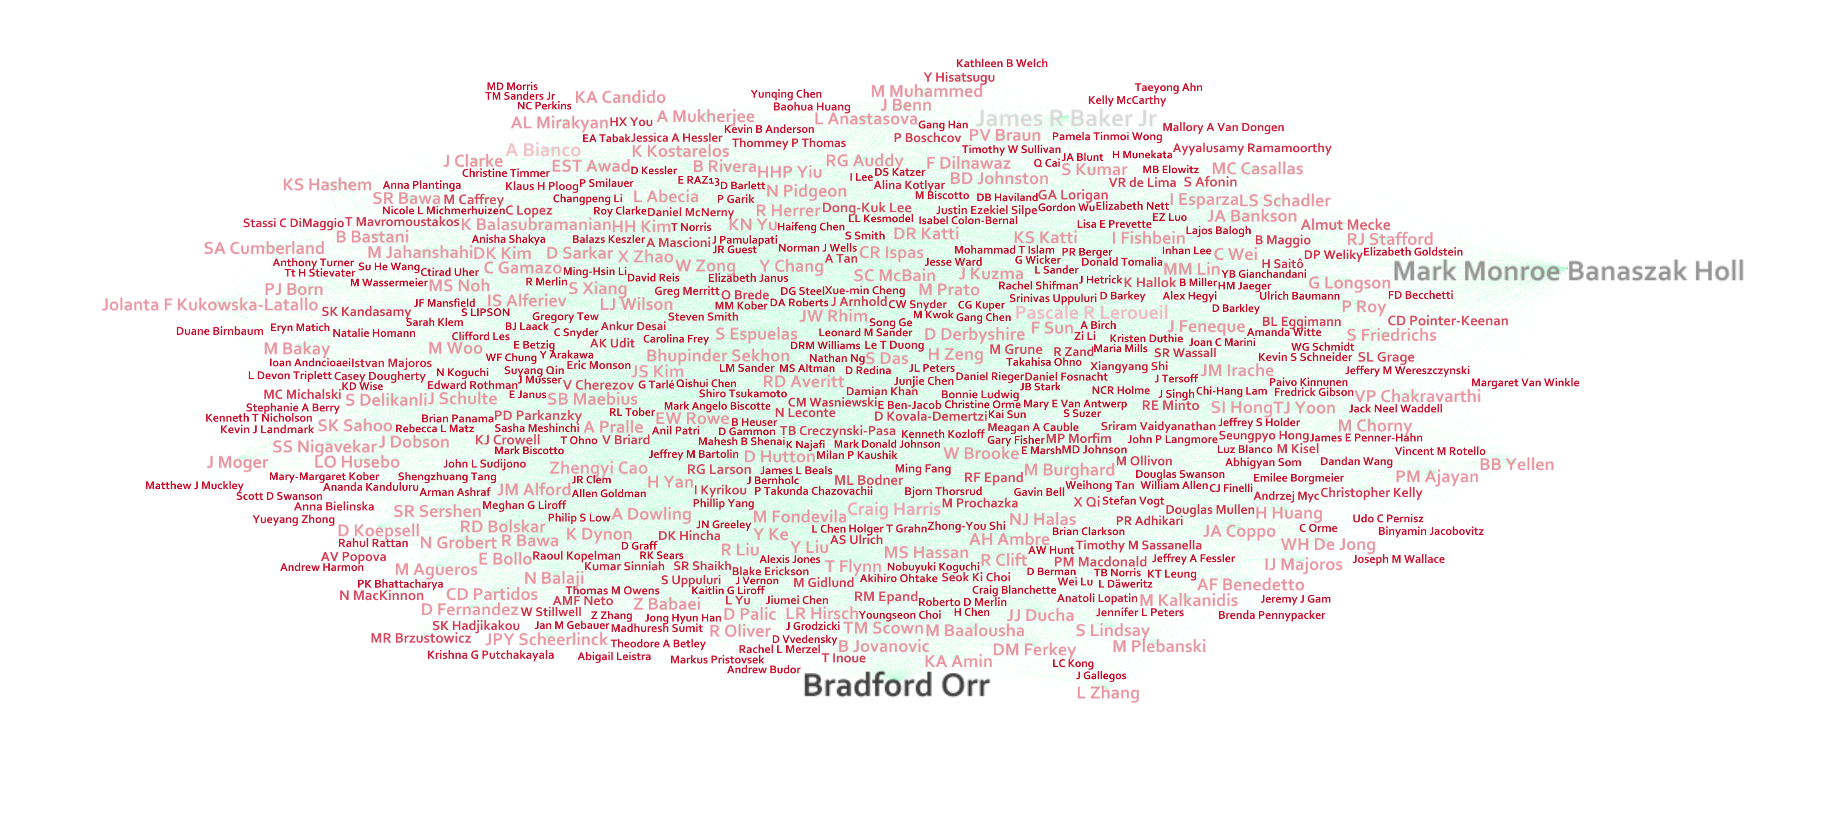 Kathleen B Welch
Y Hisatsugu
MD Morris
TM Sanders Jr
KA Candido
Yunqing Chen
M Muhammed
Taeyong Ahn
NC Perkins
Baohua Huang
J Benn
Kelly McCarthy
AL Mirakyan
HX You
A Mukherjee
L Anastasova
Gang Han
James R Baker Jr
Mallory A Van Dongen
EA Tabak
Jessica A Hessler
Kevin B Anderson
Thommey P Thomas
P Boschcov
PV Braun
Pamela Tinmoi Wong
A Bianco
K Kostarelos
Timothy W Sullivan
Ayyalusamy Ramamoorthy
J Clarke
EST Awad
B Rivera
HHP Yiu
RG Auddy
F Dilnawaz
Q Cai
JA Blunt
H Munekata
MB Elowitz
MC Casallas
Christine Timmer
D Kessler
I Lee
DS Katzer
S Kumar
KS Hashem
Anna Plantinga
Klaus H Ploog
P Smilauer
E RAZ13
D Barlett
N Pidgeon
Alina Kotlyar
BD Johnston
VR de Lima
S Afonin
SR Bawa
M Caffrey
Changpeng Li
L Abecia
P Garik
M Biscotto
DB Haviland
GA Lorigan
I Esparza
LS Schadler
Nicole L Michmerhuizen
C Lopez
Roy Clarke
Daniel McNerny
R Herrer
Dong-Kuk Lee
Justin Ezekiel Silpe
Gordon Wu
Elizabeth Nett
Stassi C DiMaggio
T Mavromoustakos
K Balasubramanian
HH Kim
T Norris
KN Yu
Haifeng Chen
LL Kesmodel
Isabel Colon-Bernal
Lisa E Prevette
EZ Luo
JA Bankson
Almut Mecke
B Bastani
Anisha Shakya
Balazs Keszler
A Mascioni
J Pamulapati
S Smith
DR Katti
KS Katti
I Fishbein
Lajos Balogh
B Maggio
RJ Stafford
SA Cumberland
M Jahanshahi
DK Kim
D Sarkar
X Zhao
JR Guest
Norman J Wells
CR Ispas
Mohammad T Islam
PR Berger
Inhan Lee
C Wei
DP Weliky
Elizabeth Goldstein
Anthony Turner
Su He Wang
C Gamazo
Ming-Hsin Li
W Zong
Y Chang
A Tan
Jesse Ward
G Wicker
Donald Tomalia
MM Lin
H Saitô
Mark Monroe Banaszak Holl
Tt H Stievater
Ctirad Uher
David Reis
Elizabeth Janus
SC McBain
J Kuzma
L Sander
YB Gianchandani
PJ Born
M Wassermeier
MS Noh
R Merlin
S Xiang
Greg Merritt
O Brede
DG Steel
Xue-min Cheng
M Prato
Rachel Shifman
J Hetrick
K Hallok
B Miller
HM Jaeger
G Longson
Jolanta F Kukowska-Latallo
JF Mansfield
IS Alferiev
LJ Wilson
MM Kober
DA Roberts
J Arnhold
CW Snyder
CG Kuper
Srinivas Uppuluri
D Barkey
Alex Hegyi
Ulrich Baumann
P Roy
FD Becchetti
SK Kandasamy
S LIPSON
Gregory Tew
Steven Smith
JW Rhim
M Kwok
Gang Chen
Pascale R Leroueil
D Barkley
Sarah Klem
BJ Laack
Ankur Desai
Song Ge
F Sun
A Birch
J Feneque
BL Eggimann
CD Pointer-Keenan
Duane Birnbaum
Eryn Match
Natalie Homann
Clifford Les
C Snyder
Carolina Frey
S Espuelas
Leonard M Sander
D Derbyshire
Zi Li
Kristen Duthie
Joan C Marini
Amanda Witte
S Friedrichs
M Bakay
M Woo
E Betzig
AK Udit
DRM Williams
Le T Duong
M Grune
R Zand
Maria Mills
SR Wassall
WG Schmidt
Ioan Andncioaei
Istvan Majoros
WF Chung
Y Arakawa
Bhupinder Sekhon
Nathan Ng
S Das
H Zeng
Takahisa Ohno
Xiangyang Shi
Kevin S Schneider
SL Grage
L Devon Triplett
Casey Dougherty
N Koguchi
Suyang Qin
Eric Monson
JS Kim
LM Sander
MS Altman
D Redina
JL Peters
JM Irache
Jeffery M Wereszczynski
KD Wise
Edward Rothman
J Musser
V Cherezov
G Tarlé
Qishui Chen
RD Averitt
Junjie Chen
Daniel Rieger
Daniel Fosnacht
J Tersoff
Paivo Kinnunen
Margaret Van Winkle
MC Michalski
S Delikanli
J Schulte
E Janus
SB Maebius
Shiro Tsukamoto
Damian Khan
Bonnie Ludwig
JB Stark
NCR Holme
J Singh
Chi-Hang Lam
Fredrick Gibson
VP Chakravarthi
Stephanie A Berry
RL Tober
Mark Angelo Biscotte
CM Wasniewski
E Ben-Jacob
Christine Orme
Mary E Van Antwerp
RE Minto
SI Hong
TJ Yoon
Jack Neel Waddell
Kenneth T Nicholson
SK Sahoo
Brian Panama
PD Parkanzky
EW Rowe
B Heuser
N Leconte
D Kovala-Demertzi
Kai Sun
S Suzer
Jeffrey S Holder
Kevin J Landmark
Rebecca L Matz
Sasha Meshinchi
A Pralle
Anil Patri
D Gammon
TB Creczynski-Pasa
Kenneth Kozloff
Meagan A Cauble
Sriram Vaidyanathan
M Chorny
SS Nigavekar
J Dobson
KJ Crowell
T Ohno
V Briard
Mahesh B Shenai
K Najafi
Mark Donald Johnson
Gary Fisher
MP Morfim
John P Langmore
Seungpyo Hong
James E Penner-Hahn
Mark Biscotto
Jeffrey M Bartolin
D Hutton
Milan P Kaushik
W Brooke
E Marsh
MD Johnson
Luz Blanco
M Kisel
Vincent M Rotello
J Moger
LO Husebo
John L Sudijono
Zhengyi Cao
RG Larson
James L Beals
Ming Fang
M Burghard
M Ollivon
Abhigyan Som
Dandan Wang
BB Yellen
Mary-Margaret Kober
Shengzhuang Tang
JR Clem
H Yan
J Bernholc
ML Bodner
RF Epand
Douglas Swanson
Emilee Borgmeier
PM Ajayan
Matthew J Muckley
Ananda Kanduluru
Arman Ashraf
JM Alford
Allen Goldman
I Kyrikou
P Takunda Chazovachii
Bjorn Thorsrud
Gavin Bell
Weihong Tan
William Allen
CJ Finelli
Andrzej Myc
Christopher Kelly
Scott D Swanson
Anna Bielinska
SR Sershen
Meghan G Liroff
Phillip Yang
Craig Harris
M Prochazka
X Qi
Stefan Vogt
Douglas Mullen
H Huang
Yueyang Zhong
Philip S Low
A Dowling
M Fondevila
NJ Halas
PR Adhikari
Udo C Pernisz
D Koepsell
RD Bolskar
K Dynon
JN Greeley
L Chen
Holger T Grahn
Zhong-You Shi
Brian Clarkson
JA Coppo
C Orme
Binyamin Jacobovitz
Rahul Rattan
N Grobert
R Bawa
D Graff
DK Hincha
Y Ke
AS Ulrich
AH Ambre
Timothy M Sassanella
WH De Jong
AV Popova
E Bollo
Raoul Kopelman
RK Sears
R Liu
Y Liu
MS Hassan
R Clift
AW Hunt
Jeffrey A Fessler
Joseph M Wallace
Andrew Harmon
M Agueros
Kumar Sinniah
SR Shaikh
Alexis Jones
T Flynn
Nobuyuki Koguchi
PM Macdonald
IJ Majoros
PK Bhattacharya
N Balaji
S Uppuluri
Blake Erickson
J Vernon
M Gidlund
Akihiro Ohtake
Seok Ki Choi
D Berman
TB Norris
KT Leung
Wei Lu
L Däweritz
AF Benedetto
N MacKinnon
CD Partidos
Thomas M Owens
Kaitlin G Liroff
Craig Blanchette
AMF Neto
Z Babaei
L Yu
Jiumei Chen
RM Epand
Roberto D Merlin
Anatoli Lopatin
M Kalkanidis
Jeremy J Gam
D Fernandez
W Stillwell
Z Zhang
Jong Hyun Han
D Palic
LR Hirsch
Youngseon Choi
H Chen
JJ Ducha
Jennifer L Peters
Brenda Pennypacker
SK Hadjikakou
Jan M Gebauer
Madhuresh Sumit
R Oliver
J Grodzicki
TM Scown
M Baalousha
S Lindsay
MR Brzustowicz
JPY Scheerlinck
Theodore A Betley
D Vvedensky
B Jovanovic
DM Ferkey
M Plebanski
Krishna G Putchakayala
Abigail Leistra
Rachel L Merzel
Markus Pristovsek
T Inoue
KA Amin
LC Kong
Andrew Budor
J Gallegos
Bradford Orr
L Zhang